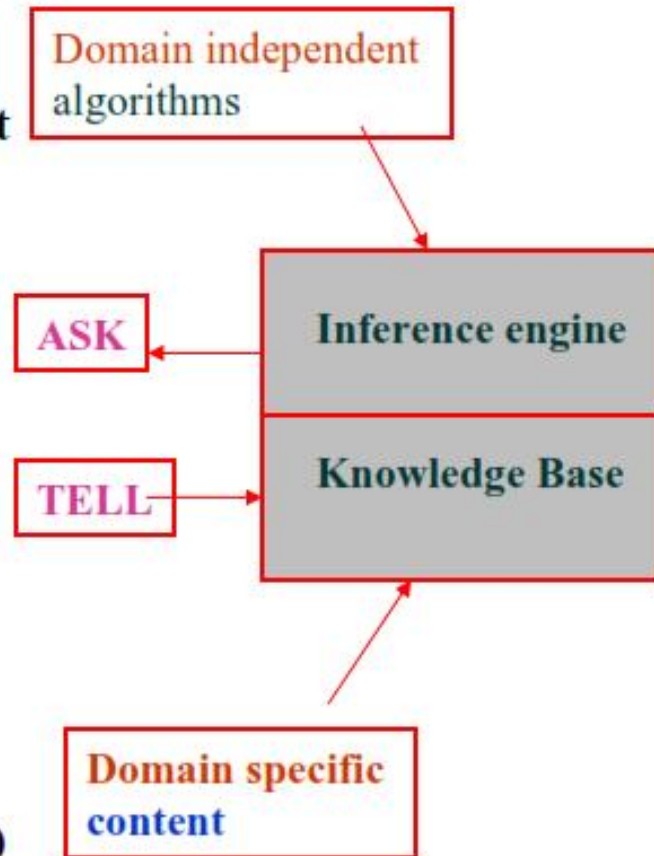 Domain independent
algorithms
t
ASK
Inference engine
TELL
Knowledge Base
Domain specific
content
)